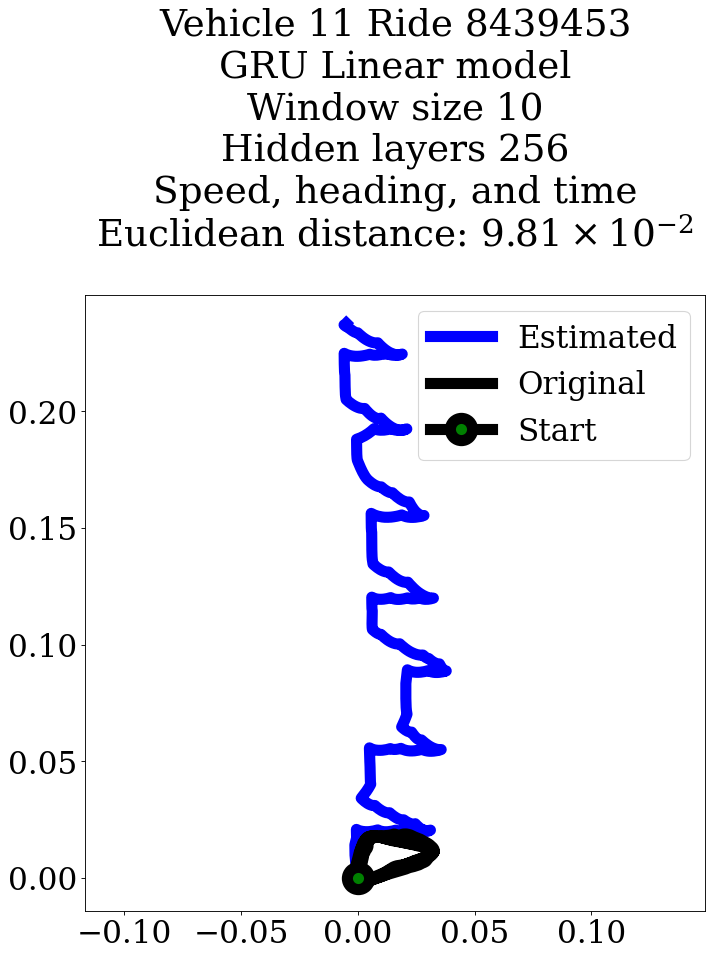 Vehicle 11 Ride 8439453
GRU Linear model
Window size 10
Hidden layers 256
Speed, heading, and time
Euclidean distance: 9.81 × 10⁻²
Estimated
Original
Start
0.20
0.15
0.10
0.05
0.00
−0.10 −0.05 0.00 0.05 0.10